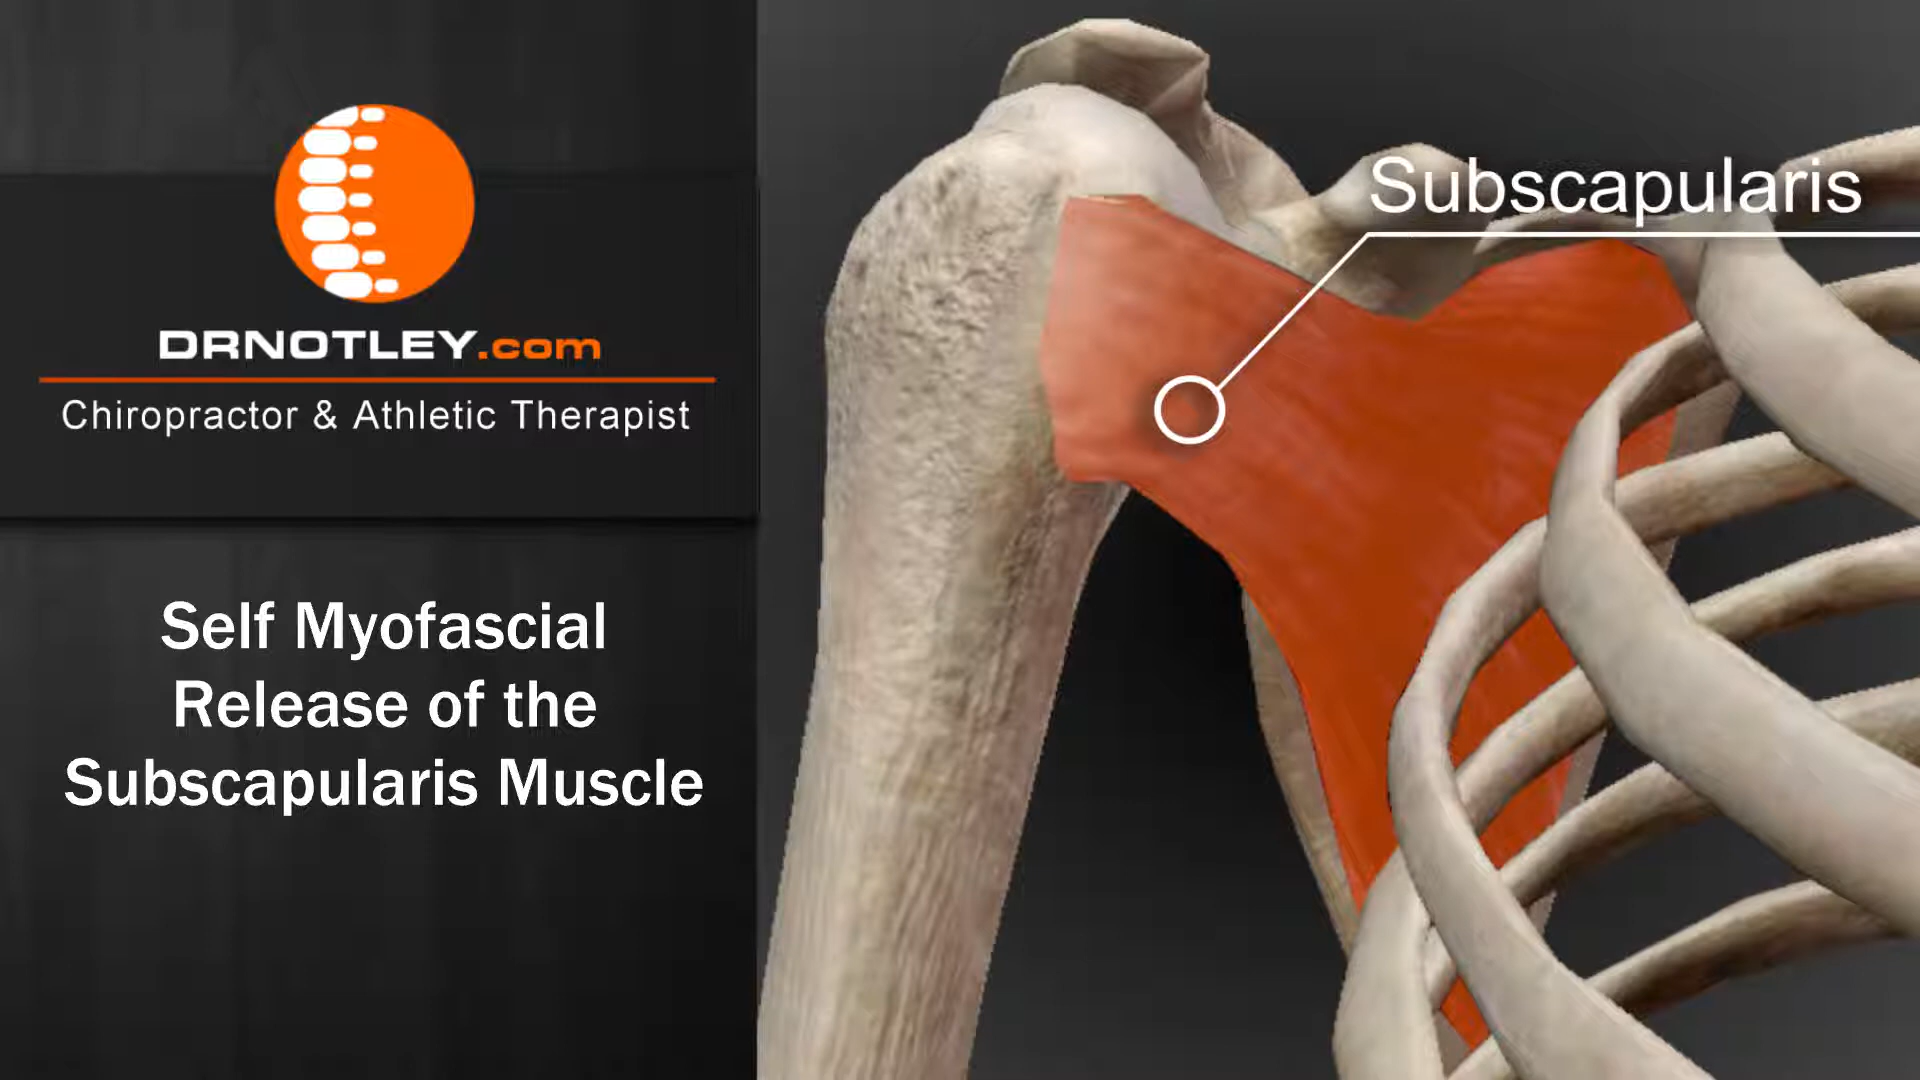 DRNOTLEY.com
Chiropractor & Athletic Therapist
Self Myofascial
Release of the
Subscapularis Muscle
Subscapularis